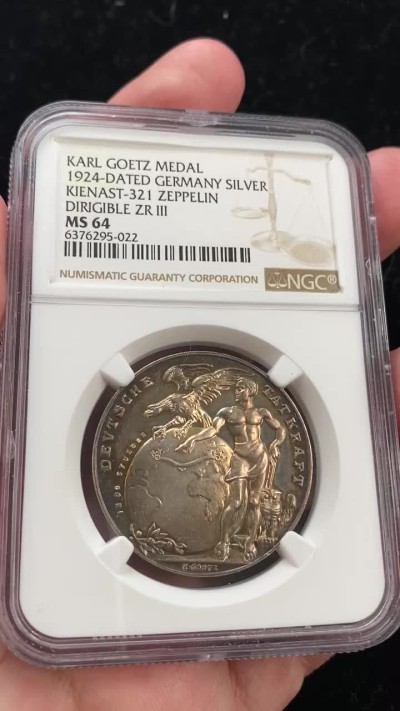 KARL GOETZ MEDAL
1924-DATED GERMANY SILVER
KIENAST-321 ZEPPELIN
DIRIGIBLE ZR III
MS 64
6376295-022
NUMISMATIC GUARANTY CORPORATION
NGC®
DEUTSCHE TATKRAFT
K·GOETZ